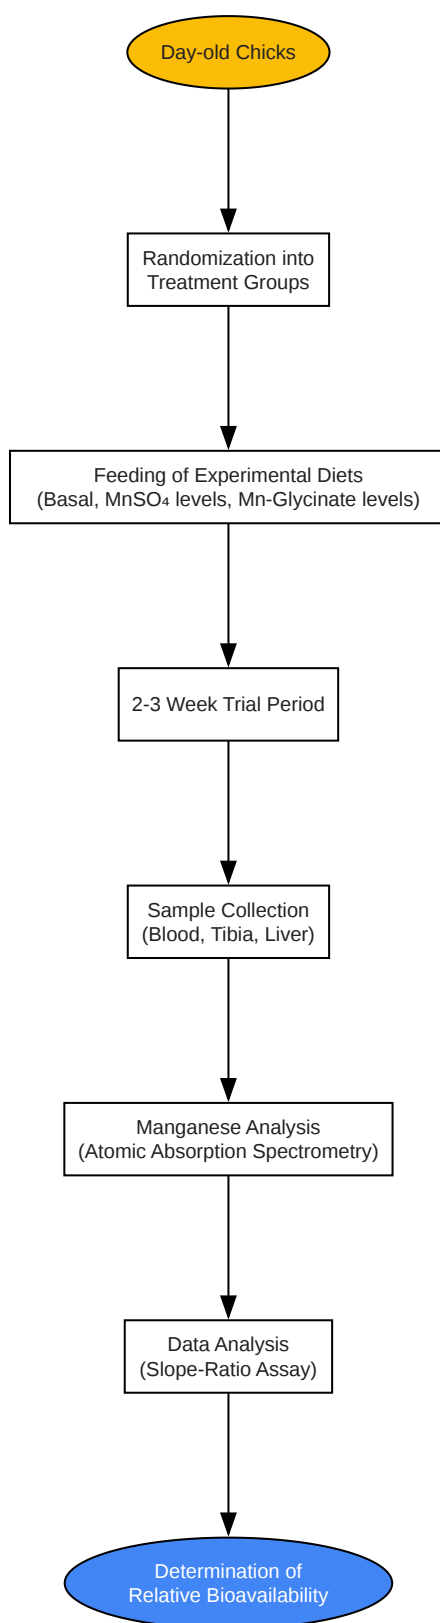 Day-old Chicks
Randomization into
Treatment Groups
Feeding of Experimental Diets
(Basal, MnSO₄ levels, Mn-Glycinate levels)
2-3 Week Trial Period
Sample Collection
(Blood, Tibia, Liver)
Manganese Analysis
(Atomic Absorption Spectrometry)
Data Analysis
(Slope-Ratio Assay)
Determination of
Relative Bioavailability